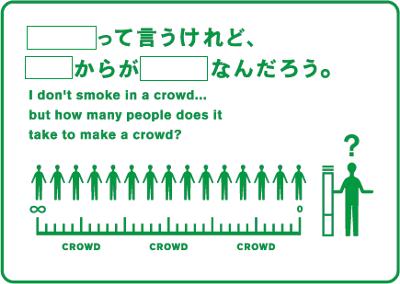 って言うけれど、
からが なんだろう。
I don't smoke in a crowd...
but how many people does it
take to make a crowd?
?
∞ 0
CROWD CROWD CROWD